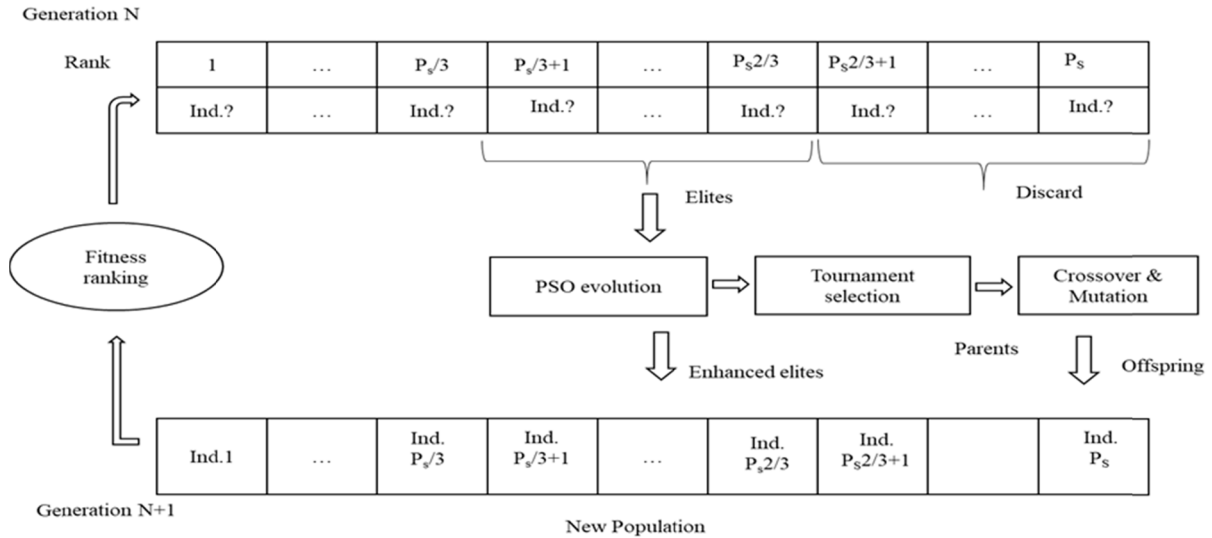 Generation N
Rank 1 ... Pₛ/3 Pₛ/3+1 ... Pₛ2/3 Pₛ2/3+1 ... Pₛ
Ind.? ... Ind.? Ind.? ... Ind.? Ind.? ... Ind.?
Elites
Discard
Fitness
ranking
PSO evolution
Tournament
selection
Crossover &
Mutation
Parents
Enhanced elites
Offspring
Ind.1
...
Ind.
Pₛ/3
Ind.
Pₛ/3+1
...
Ind.
Pₛ2/3
Ind.
Pₛ2/3+1
Ind.
Pₛ
Generation N+1
New Population